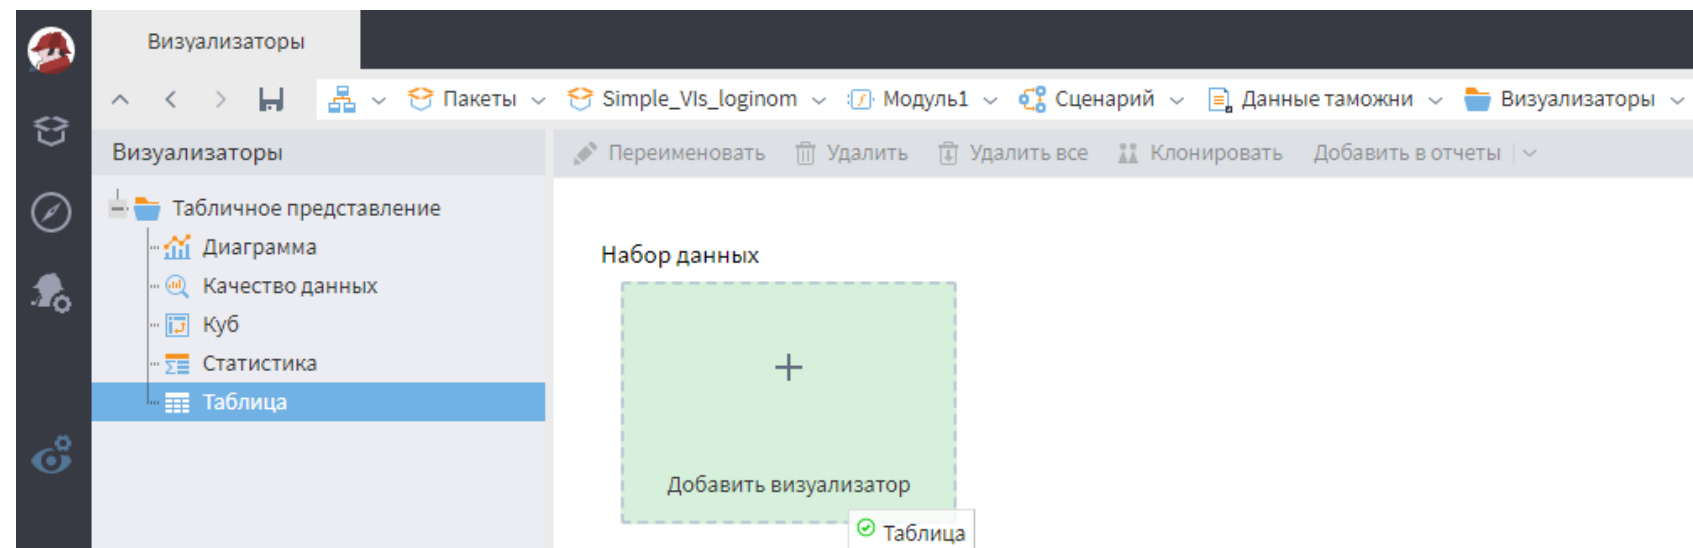 Визуализаторы
Пакеты Simple_VIs_loginom Модуль1 Сценарий Данные таможни Визуализаторы
Визуализаторы
Переименовать Удалить Удалить все Клонировать Добавить в отчеты
Табличное представление
Диаграмма
Качество данных
Куб
Статистика
Таблица
Набор данных
Добавить визуализатор
Таблица